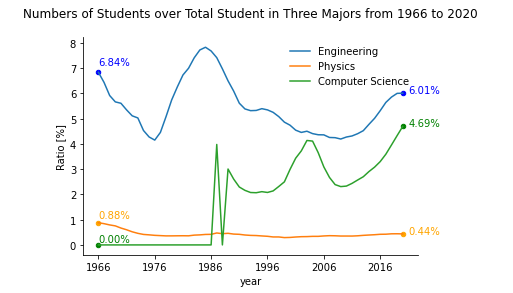 Numbers of Students over Total Student in Three Majors from 1966 to 2020
8
7
6
5
4
3
2
1
0
Ratio [%]
Engineering
Physics
Computer Science
6.84%
0.88%
0.00%
6.01%
4.69%
0.44%
1966 1976 1986 1996 2006 2016
year